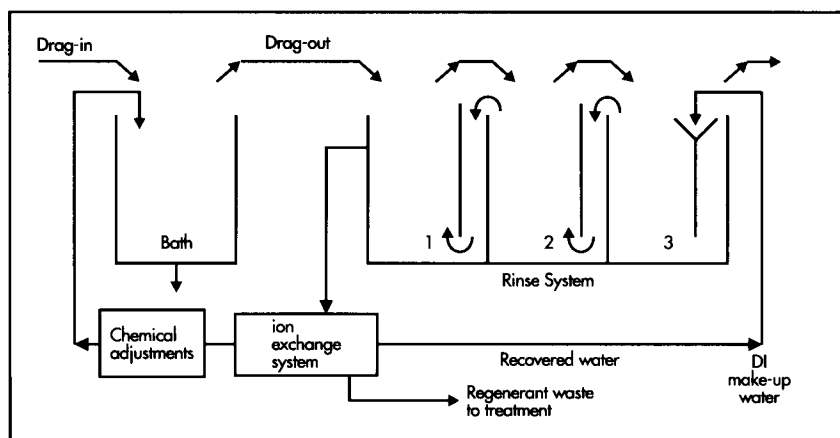 Drag-in
Drag-out
Bath
1
2
3
Rinse System
Chemical
adjustments
ion
exchange
system
Recovered water
DI
make-up
water
Regenerant waste
to treatment